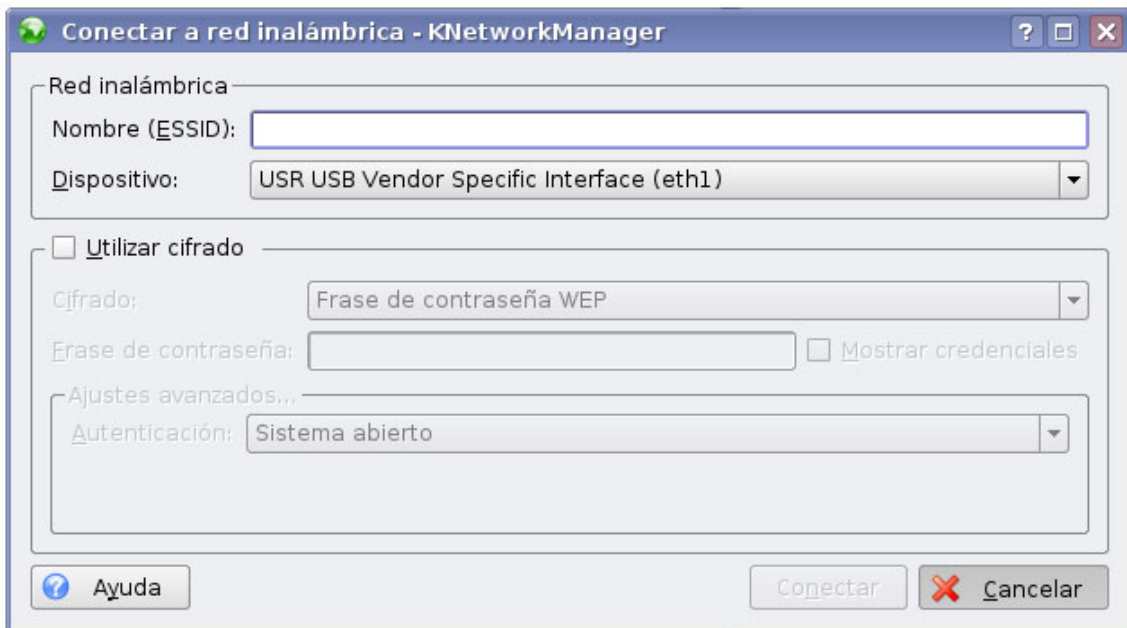 Conectar a red inalámbrica - KNetworkManager
Red inalámbrica
Nombre (ESSID):
Dispositivo: USR USB Vendor Specific Interface (eth1)
Utilizar cifrado
Cifrado: Frase de contraseña WEP
Frase de contraseña: Mostrar credenciales
Ajustes avanzados...
Autenticación: Sistema abierto
Ayuda Conectar Cancelar